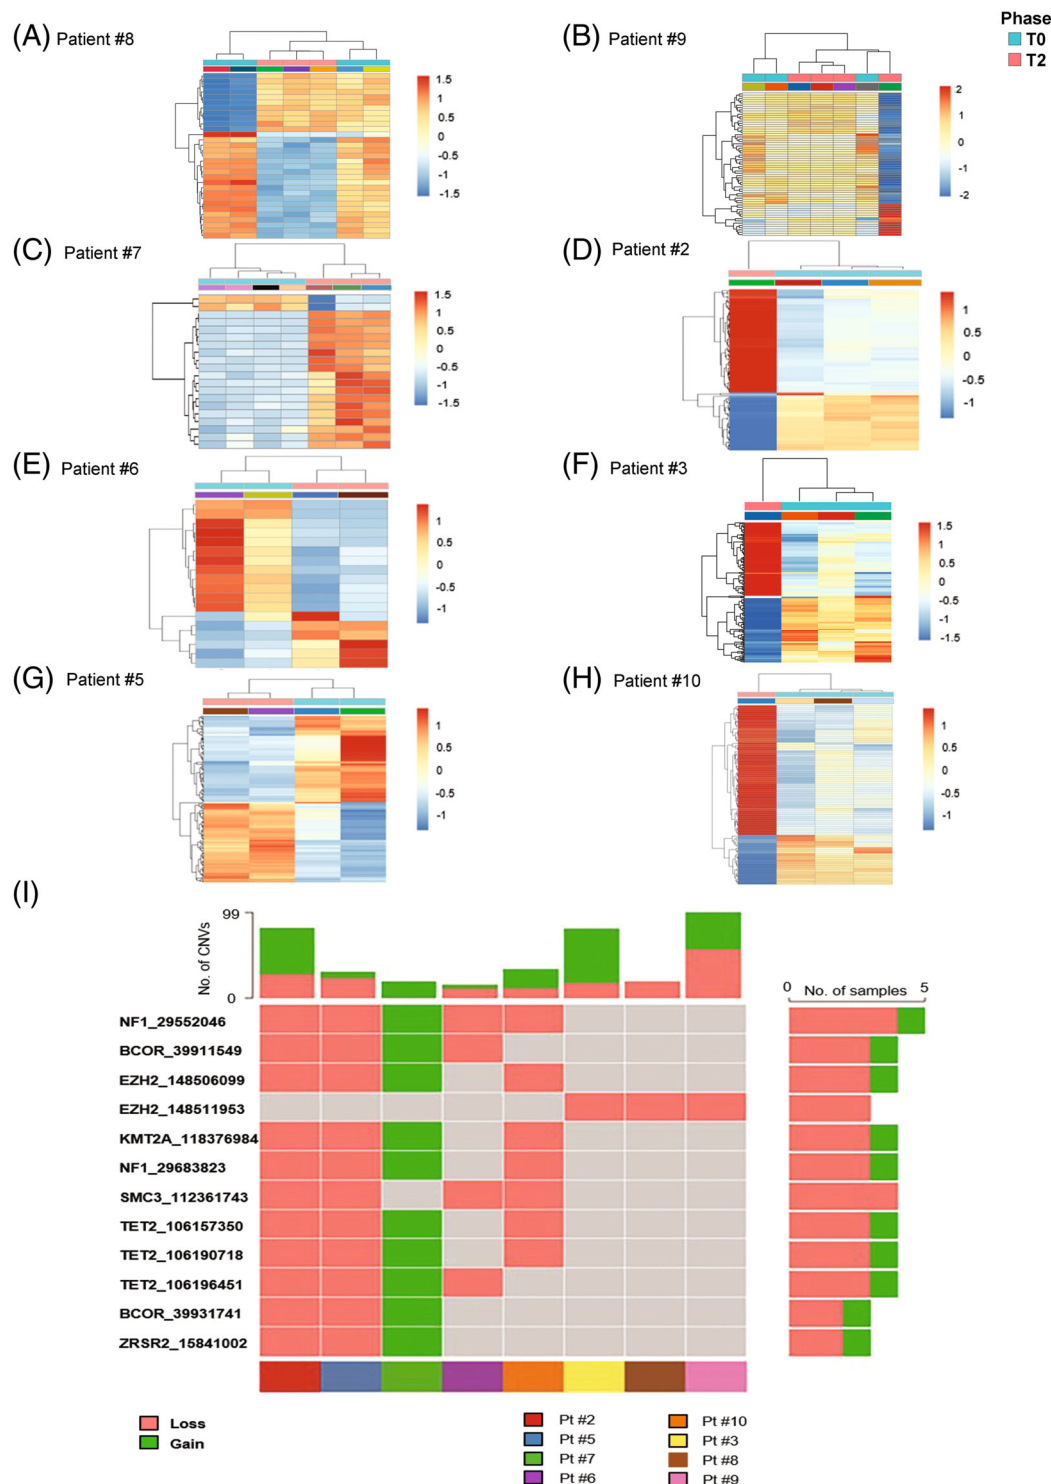 Phase
T0
T2
(A) Patient #8
1.5
1
0.5
-0.5
-1
-1.5
(B) Patient #9
2
1
-1
-2
(C) Patient #7
1.5
1
0.5
0
-0.5
-1
-1.5
(D) Patient #2
1
0.5
0
-0.5
-1
(E) Patient #6
1
0.5
0
-0.5
-1
(F) Patient #3
1.5
1
0.5
0
-0.5
-1
-1.5
(G) Patient #5
1
0.5
0
-0.5
-1
(H) Patient #10
1
0.5
0
-0.5
-1
(I)
99
No. of CNVs
0
0 No. of samples 5
NF1_29552046
BCOR_39911549
EZH2_148506099
EZH2_148511953
KMT2A_118376984
NF1_29683823
SMC3_112361743
TET2_106157350
TET2_106190718
TET2_106196451
BCOR_39931741
ZRSR2_15841002
Loss
Gain
Pt #2
Pt #5
Pt #7
Pt #6
Pt #10
Pt #3
Pt #8
Pt #9